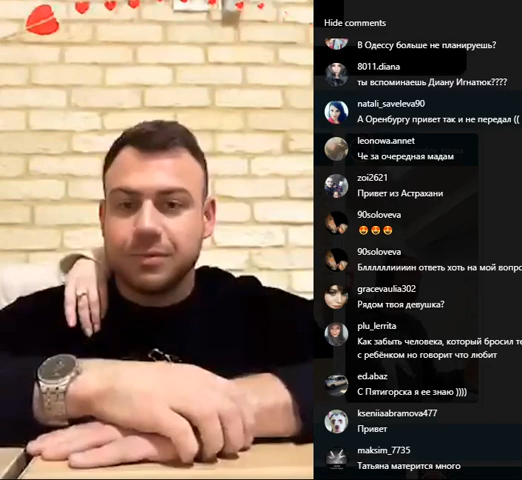 Hide comments
В Одессу больше не планируешь?
8011.diana
ты вспоминаешь Диану Игнатюк????
natali_saveleva90
А Оренбургу привет так и не передал ((
leonowa.annet
Че за очередная мадам
zoi2621
Привет из Астрахани
90soloveva
😍 😍 😍
90soloveva
Блллллииииин ответь хоть на мой
gracevaulia302
Рядом твоя девушка?
plu_lerrita
Как забыть человека, который бросил
с ребёнком но говорит что любит
ed.abaz
С Пятигорска я ее знаю ))))
kseniiaabramova477
Привет
maksim_7735
Татьяна матерится много